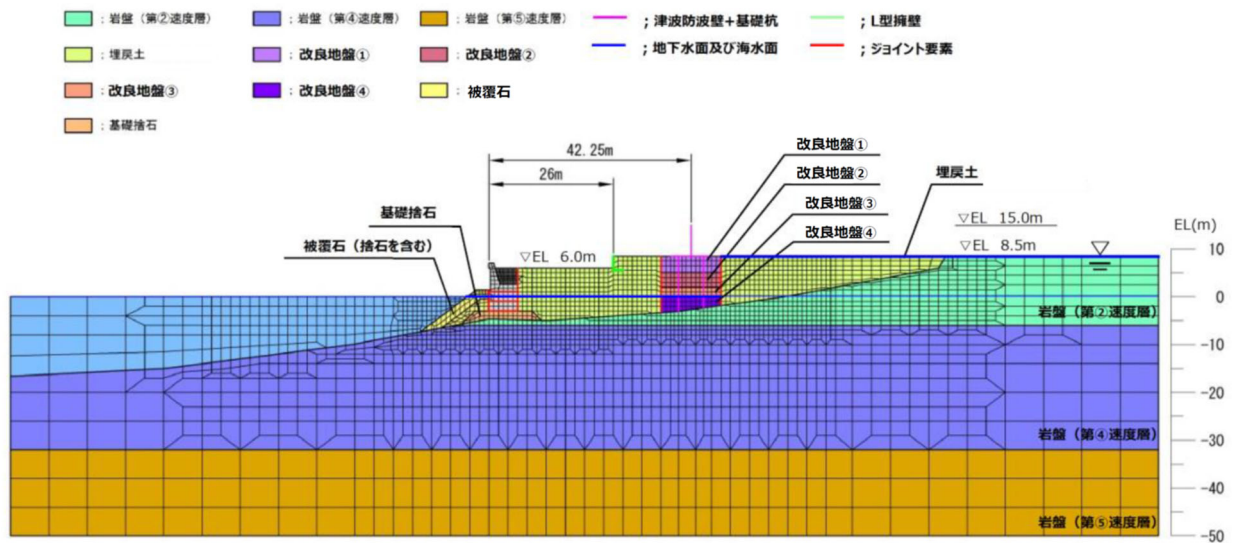 ；岩盤（第②速度層） ；岩盤（第④速度層） ；岩盤（第⑤速度層） ；津波防波壁+基礎杭 ；L型擁壁
；埋戻土 ；改良地盤① ；改良地盤② ；地下水面及び海水面 ；ジョイント要素
；改良地盤③ ；改良地盤④ ；被覆石
；基礎捨石
42.25m
改良地盤①
26m
改良地盤②
埋戻土
改良地盤③
基礎捨石
▽EL 15.0m
EL(m)
改良地盤④
被覆石（捨石を含む）
▽EL 6.0m
▽EL 8.5m
10
0
岩盤（第②速度層）
-10
-20
岩盤（第④速度層）
-30
-40
岩盤（第⑤速度層）
-50